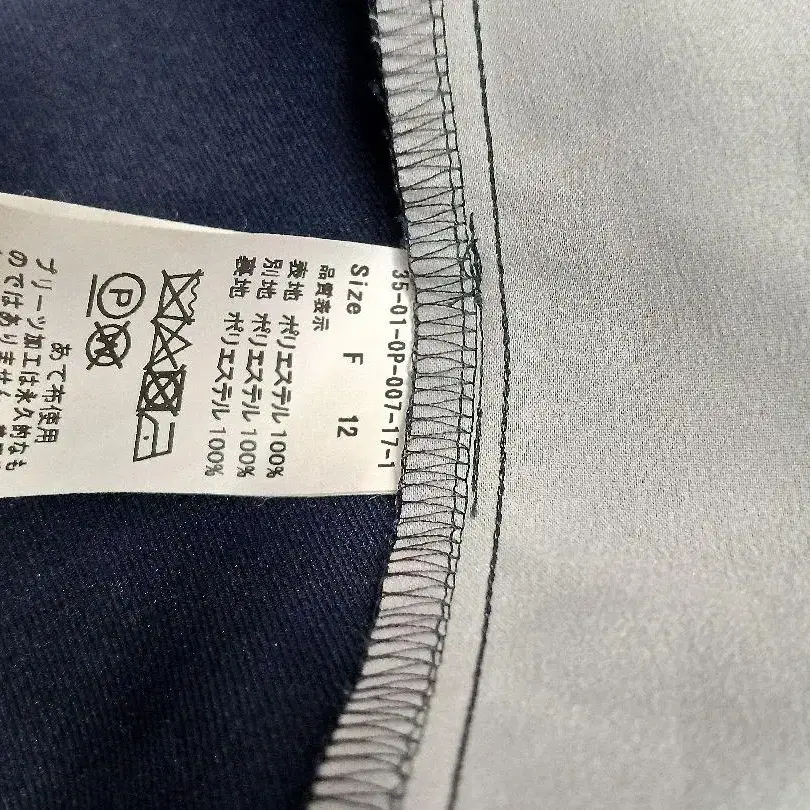 35-01-OP-007-17-1
Size F 12
品質表示
表地 ポリエステル 100%
別地 ポリエステル 100%
裏地 ポリエステル 100%
P W
あて布使用
プリーツ加工は永久的なも
のではありません。